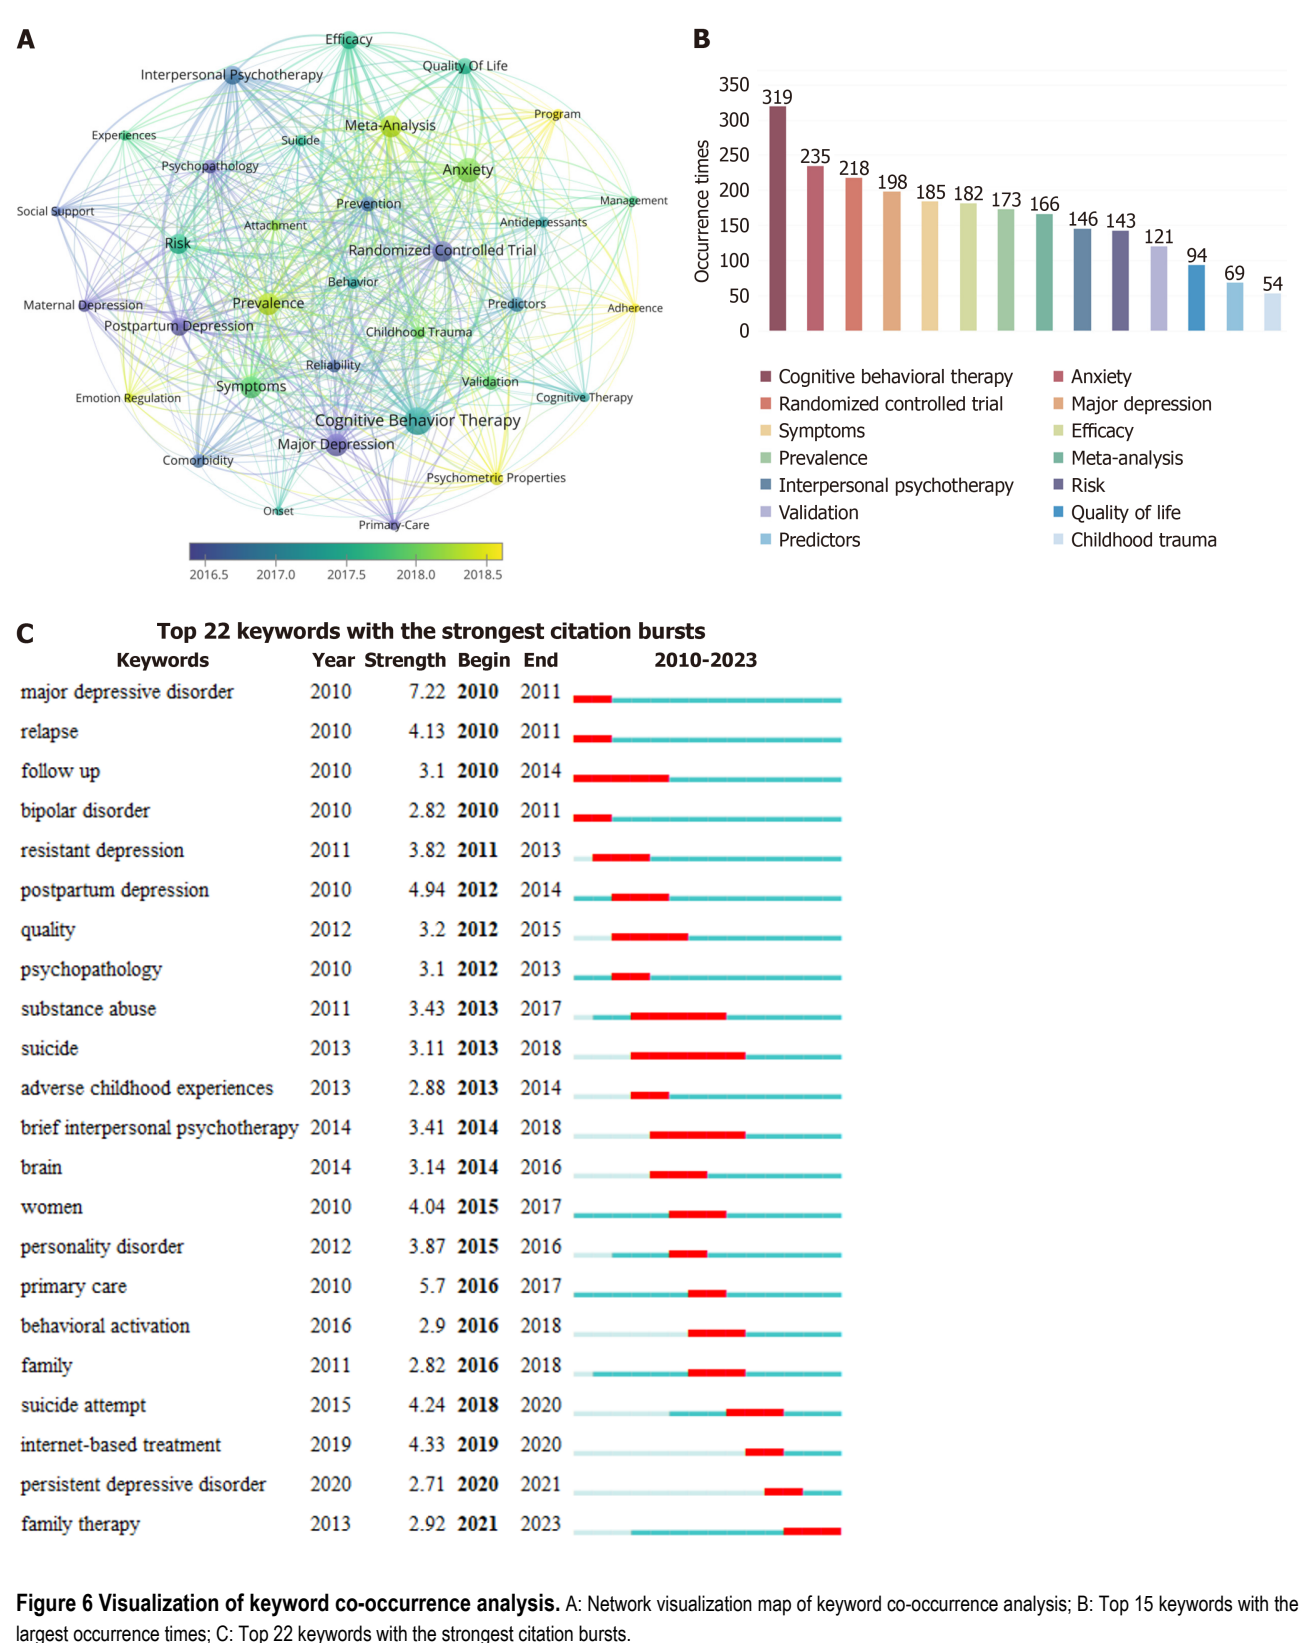 A
Efficacy
Interpersonal Psychotherapy
Quality Of Life
Program
Meta-Analysis
Experiences
Suicide
Psychopathology
Anxiety
Social Support
Prevention
Management
Attachment
Antidepressants
Risk
Randomized Controlled Trial
Behavior
Maternal Depression
Prevalence
Predictors
Adherence
Postpartum Depression
Childhood Trauma
Reliability
Symptoms
Validation
Emotion Regulation
Cognitive Therapy
Cognitive Behavior Therapy
Major Depression
Comorbidity
Psychometric Properties
Onset
Primary-Care
2016.5 2017.0 2017.5 2018.0 2018.5
B
Occurrence times
350
300
250
200
150
100
50
0
319 235 218 198 185 182 173 166 146 143 121 94 69 54
Cognitive behavioral therapy Anxiety
Randomized controlled trial Major depression
Symptoms Efficacy
Prevalence Meta-analysis
Interpersonal psychotherapy Risk
Validation Quality of life
Predictors Childhood trauma
C
Top 22 keywords with the strongest citation bursts
Keywords Year Strength Begin End 2010-2023
major depressive disorder 2010 7.22 2010 2011
relapse 2010 4.13 2010 2011
follow up 2010 3.1 2010 2014
bipolar disorder 2010 2.82 2010 2011
resistant depression 2011 3.82 2011 2013
postpartum depression 2010 4.94 2012 2014
quality 2012 3.2 2012 2015
psychopathology 2010 3.1 2012 2013
substance abuse 2011 3.43 2013 2017
suicide 2013 3.11 2013 2018
adverse childhood experiences 2013 2.88 2013 2014
brief interpersonal psychotherapy 2014 3.41 2014 2018
brain 2014 3.14 2014 2016
women 2010 4.04 2015 2017
personality disorder 2012 3.87 2015 2016
primary care 2010 5.7 2016 2017
behavioral activation 2016 2.9 2016 2018
family 2011 2.82 2016 2018
suicide attempt 2015 4.24 2018 2020
internet-based treatment 2019 4.33 2019 2020
persistent depressive disorder 2020 2.71 2020 2021
family therapy 2013 2.92 2021 2023
Figure 6 Visualization of keyword co-occurrence analysis. A: Network visualization map of keyword co-occurrence analysis; B: Top 15 keywords with the
largest occurrence times; C: Top 22 keywords with the strongest citation bursts.